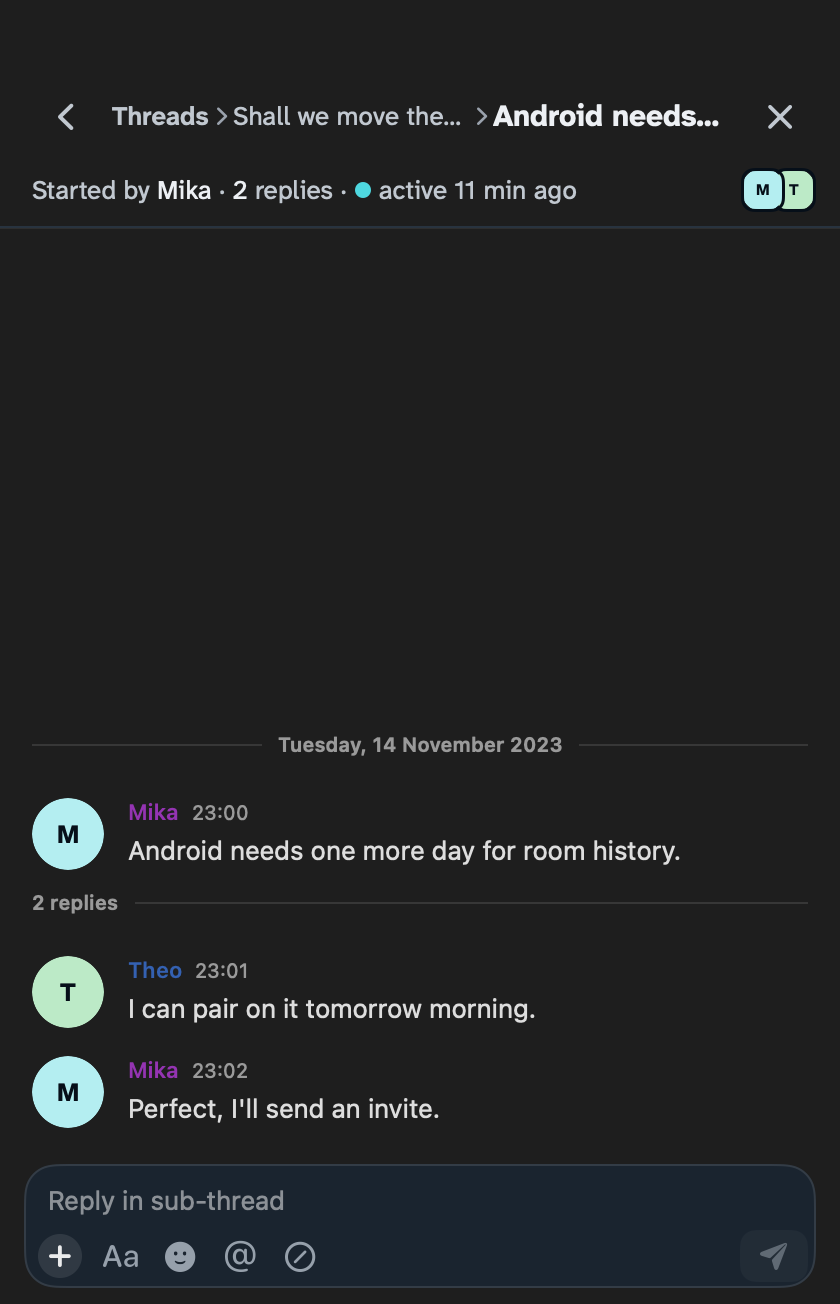 Threads > Shall we move the... > Android needs...
Started by Mika · 2 replies · active 11 min ago
M T
Tuesday, 14 November 2023
M
Mika 23:00
Android needs one more day for room history.
2 replies
T
Theo 23:01
I can pair on it tomorrow morning.
M
Mika 23:02
Perfect, I'll send an invite.
Reply in sub-thread
Aa @